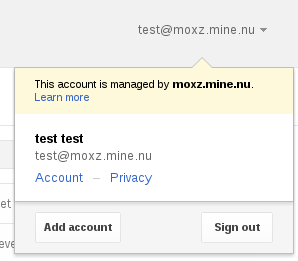 test@moxz.mine.nu
This account is managed by moxz.mine.nu.
Learn more
test test
test@moxz.mine.nu
Account – Privacy
et
Add account
Sign out
eve